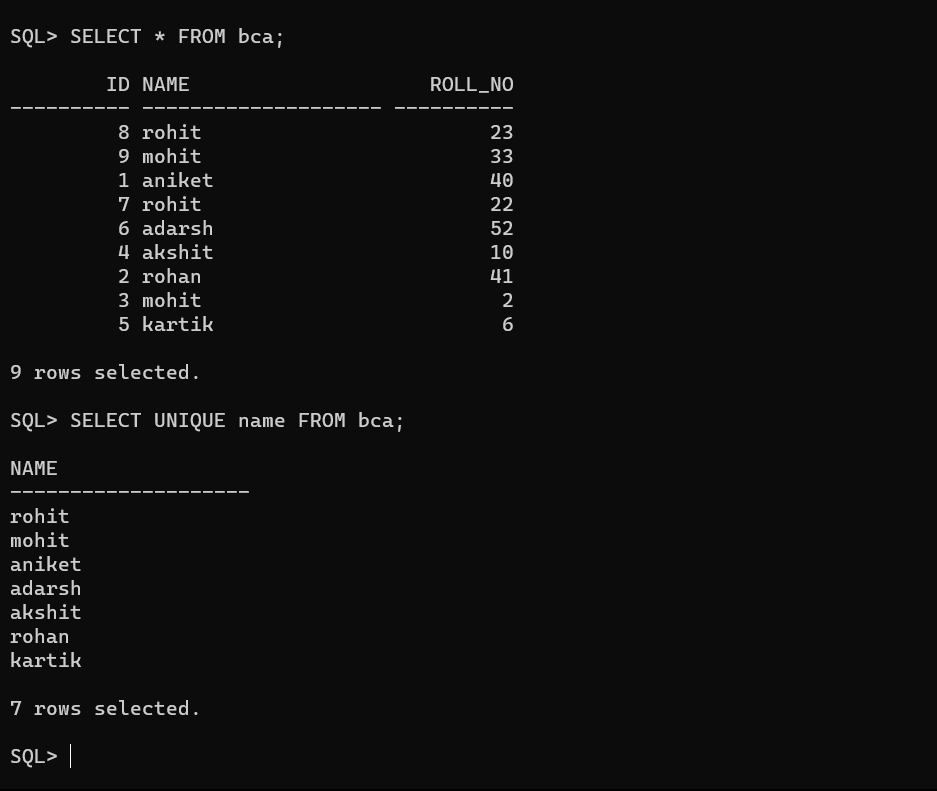 SQL> SELECT * FROM bca;
        ID NAME                    ROLL_NO
---------- -------------------- ----------
         8 rohit                        23
         9 mohit                        33
         1 aniket                       40
         7 rohit                        22
         6 adarsh                       52
         4 akshit                       10
         2 rohan                        41
         3 mohit                         2
         5 kartik                        6
9 rows selected.
SQL> SELECT UNIQUE name FROM bca;
NAME
--------------------
rohit
mohit
aniket
adarsh
akshit
rohan
kartik
7 rows selected.
SQL>